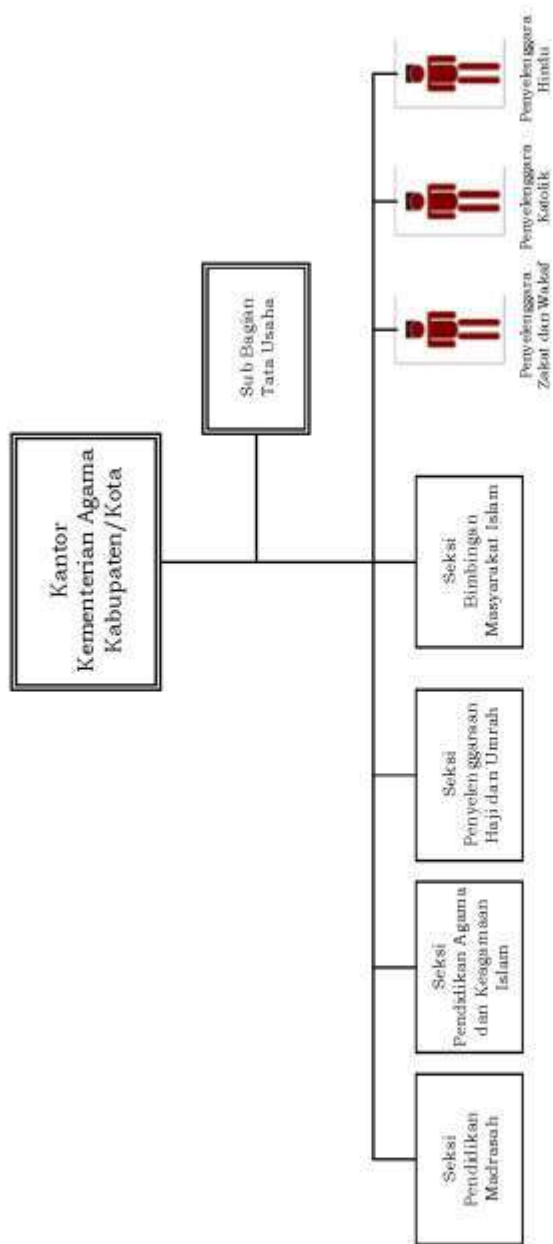 Kantor
Kementerian Agama
Kabupaten/Kota
Sub Bagian
Tata Usaha
Seksi
Pendidikan
Madrasah
Seksi
Pendidikan Agama
dan Keagamaan
Islam
Seksi
Penyelenggaraan
Haji dan Umrah
Seksi
Bimbingan
Masyarakat Islam
Penyelenggara
Zakat dan Wakaf
Penyelenggara
Katolik
Penyelenggara
Hindu